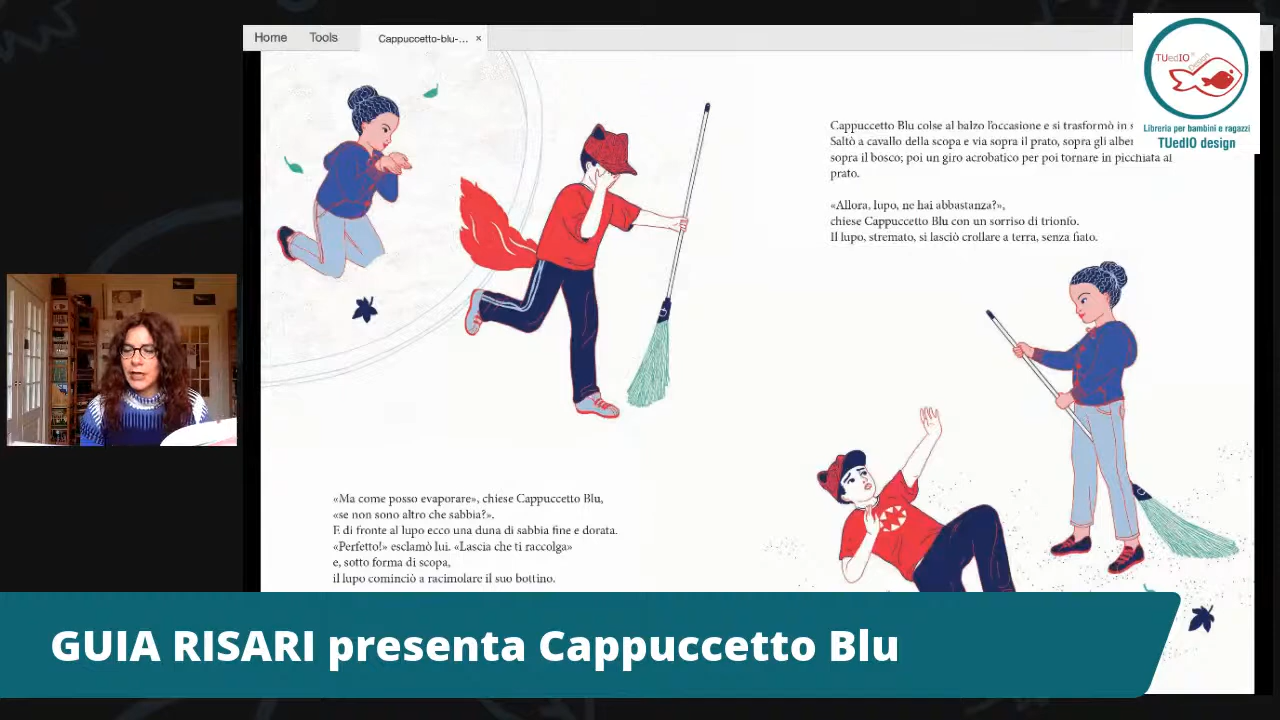 Home Tools Cappuccetto-blu-... ×
TUedIO®
Design
Libreria per bambini e ragazzi
TUedIO design
Cappuccetto Blu colse al balzo l'occasione e si trasformò in
Saltò a cavallo della scopa e via sopra il prato, sopra gli
sopra il bosco; poi un giro acrobatico per poi tornare in picchiata al
prato.
«Allora, lupo, ne hai abbastanza?»,
chiese Cappuccetto Blu con un sorriso di trionfo.
Il lupo, stremato, si lasciò crollare a terra, senza fiato.
«Ma come posso evaporare», chiese Cappuccetto Blu,
«se non sono altro che sabbia?».
E di fronte al lupo ecco una duna di sabbia fine e dorata.
«Perfetto!» esclamò lui. «Lascia che ti raccolga»
e, sotto forma di scopa,
il lupo cominciò a racimolare il suo bottino.
GUIA RISARI presenta Cappuccetto Blu